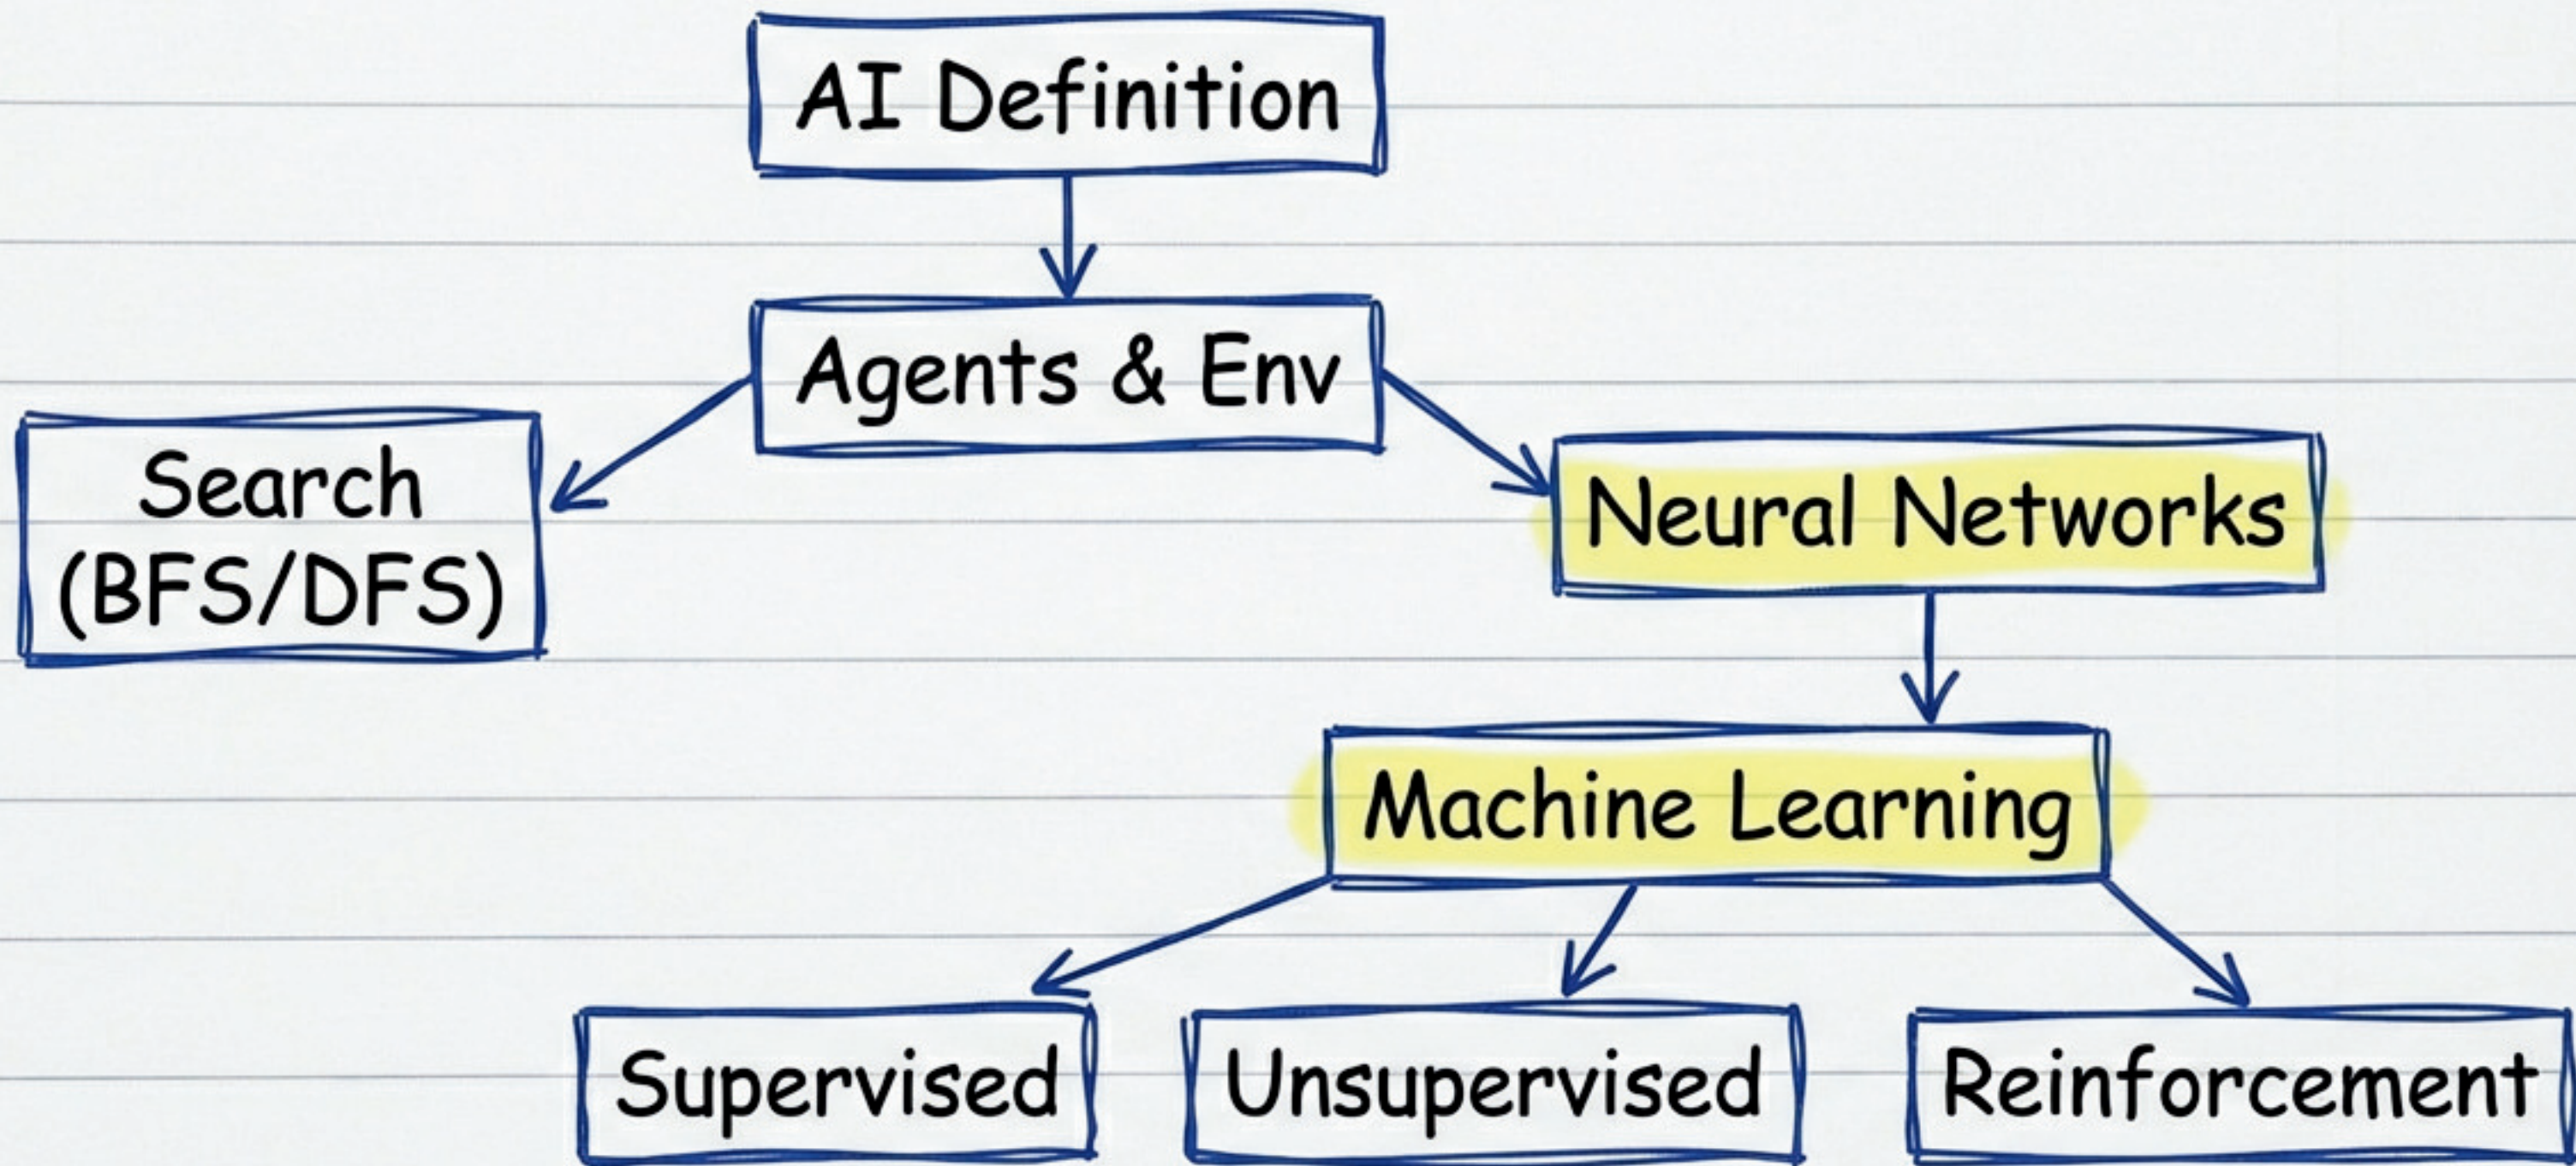 AI Definition
Agents & Env
Search
(BFS/DFS)
Neural Networks
Machine Learning
Supervised
Unsupervised
Reinforcement